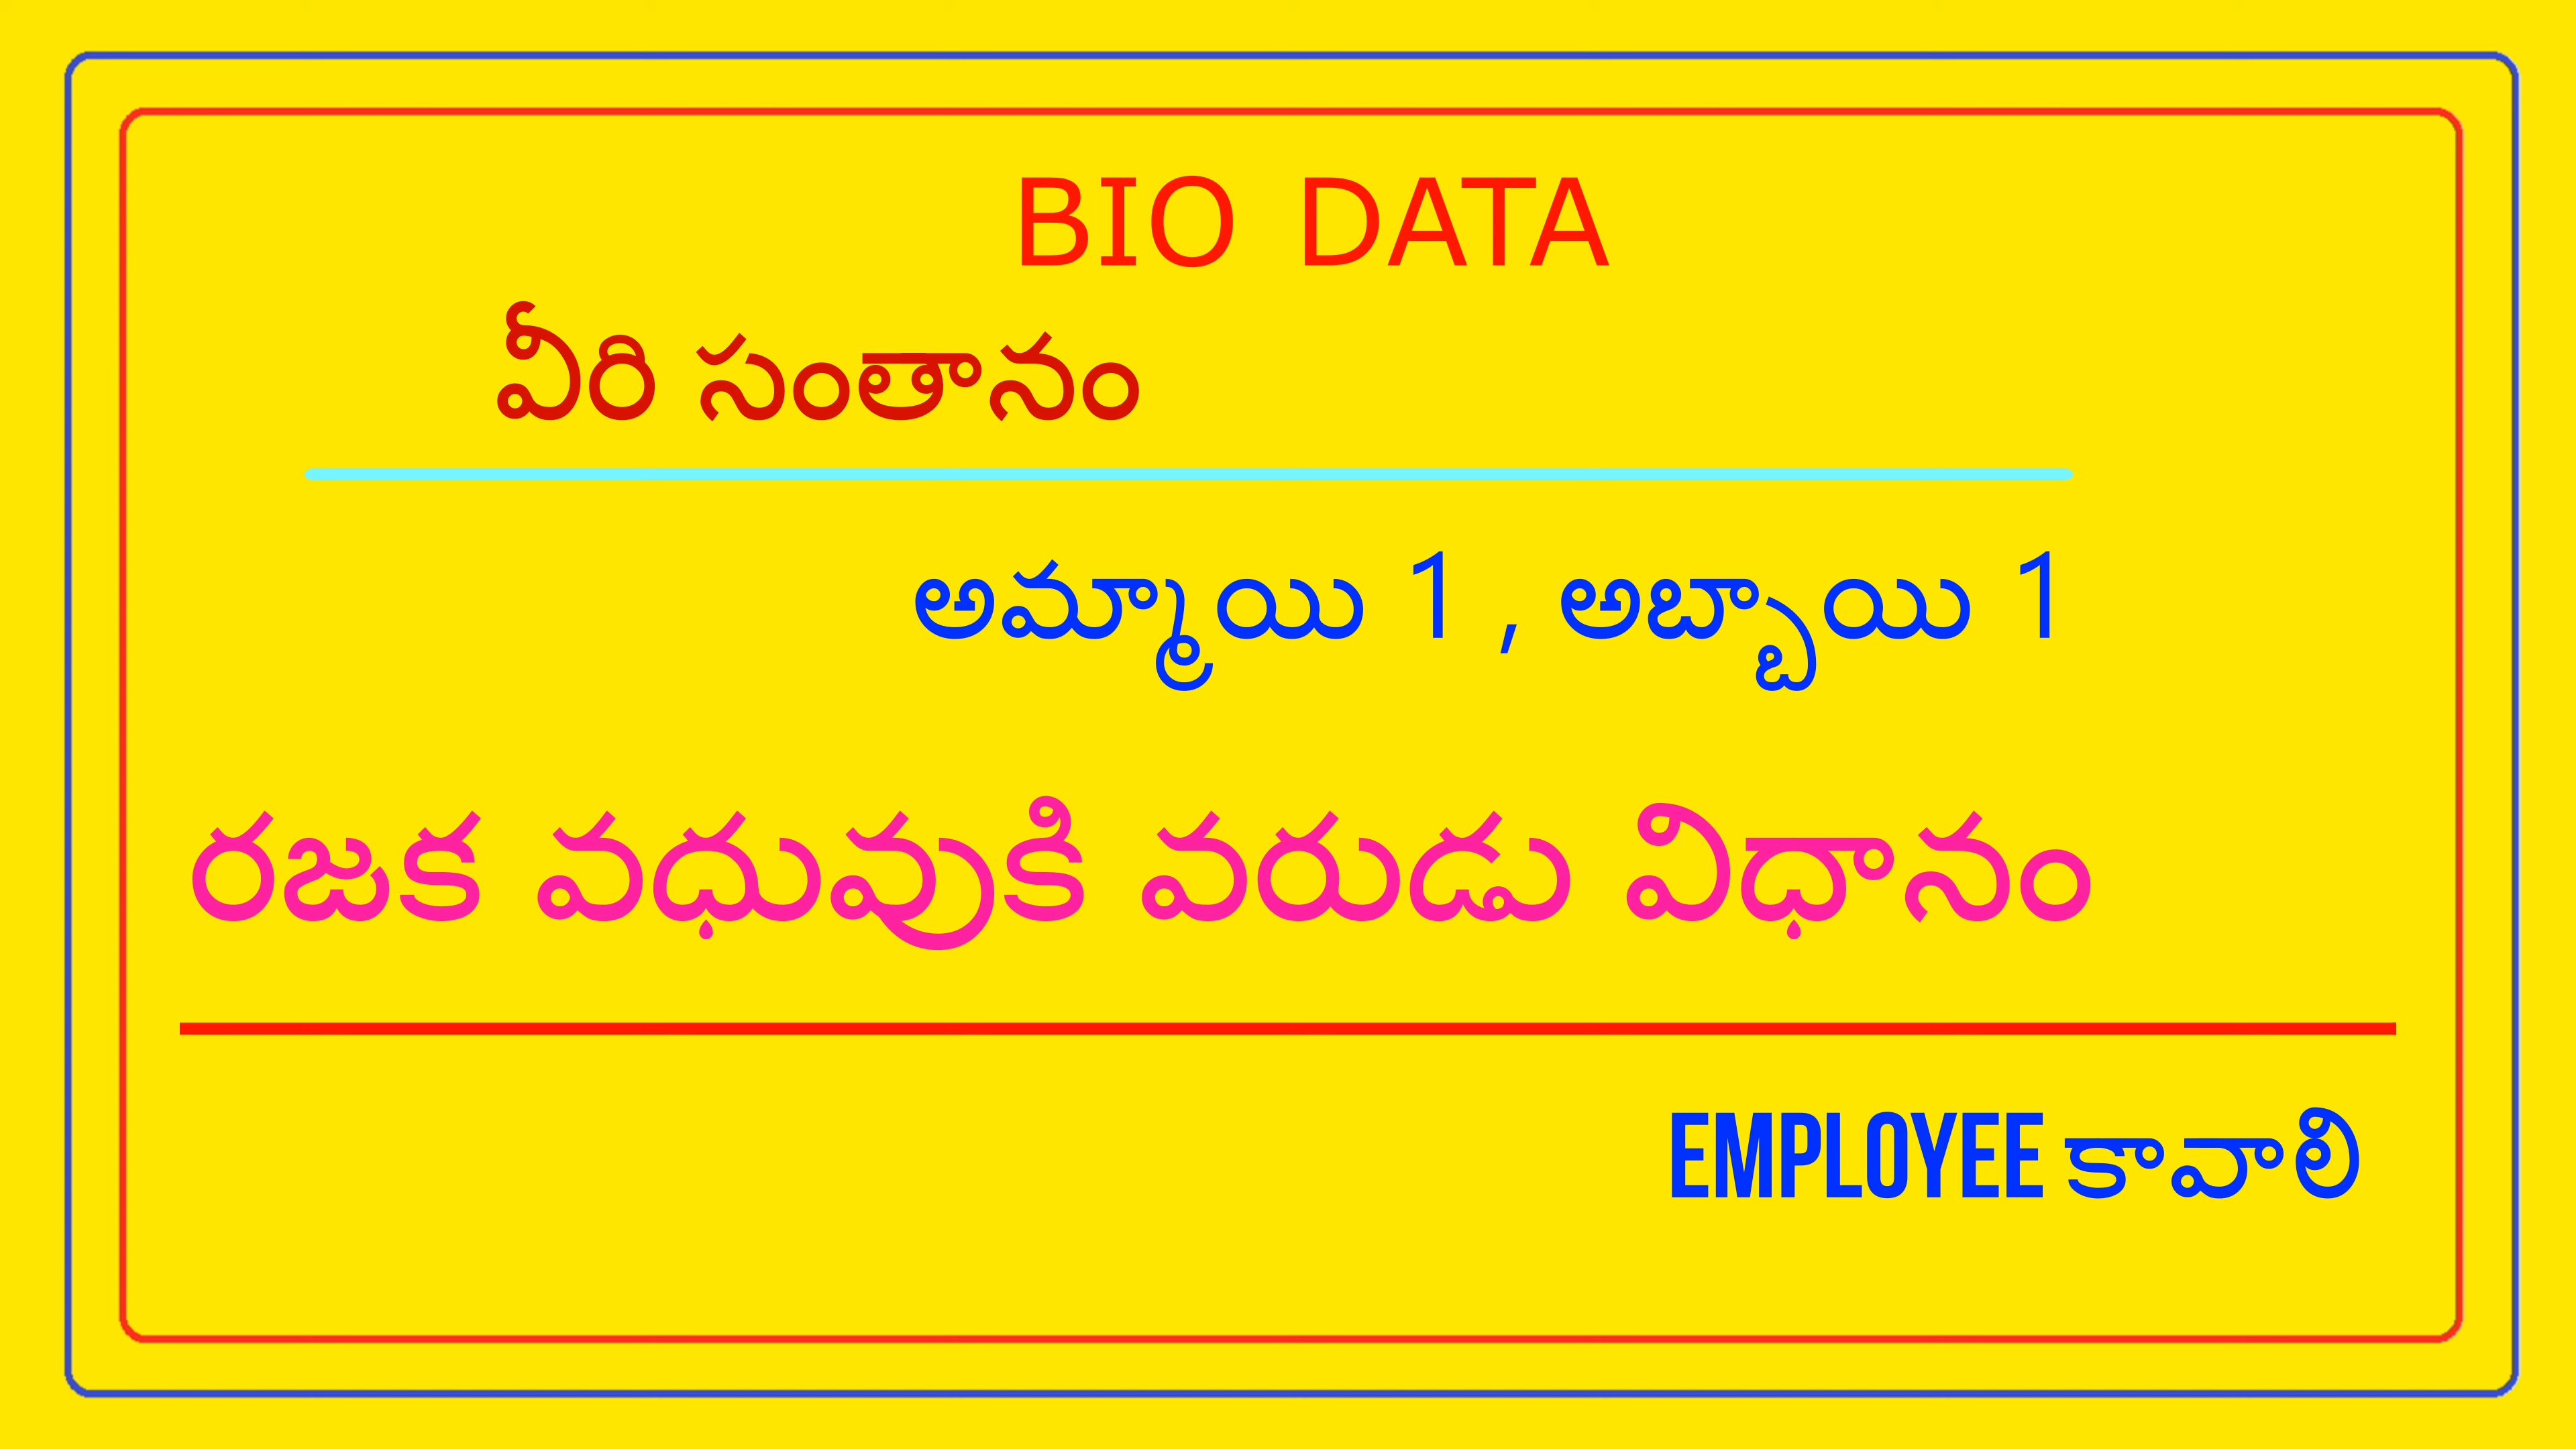 BIO DATA
వీరి సంతానం
అమ్మాయి 1 , అబ్బాయి 1
రజక వధువుకి వరుడు విధానం
EMPLOYEE కావాలి